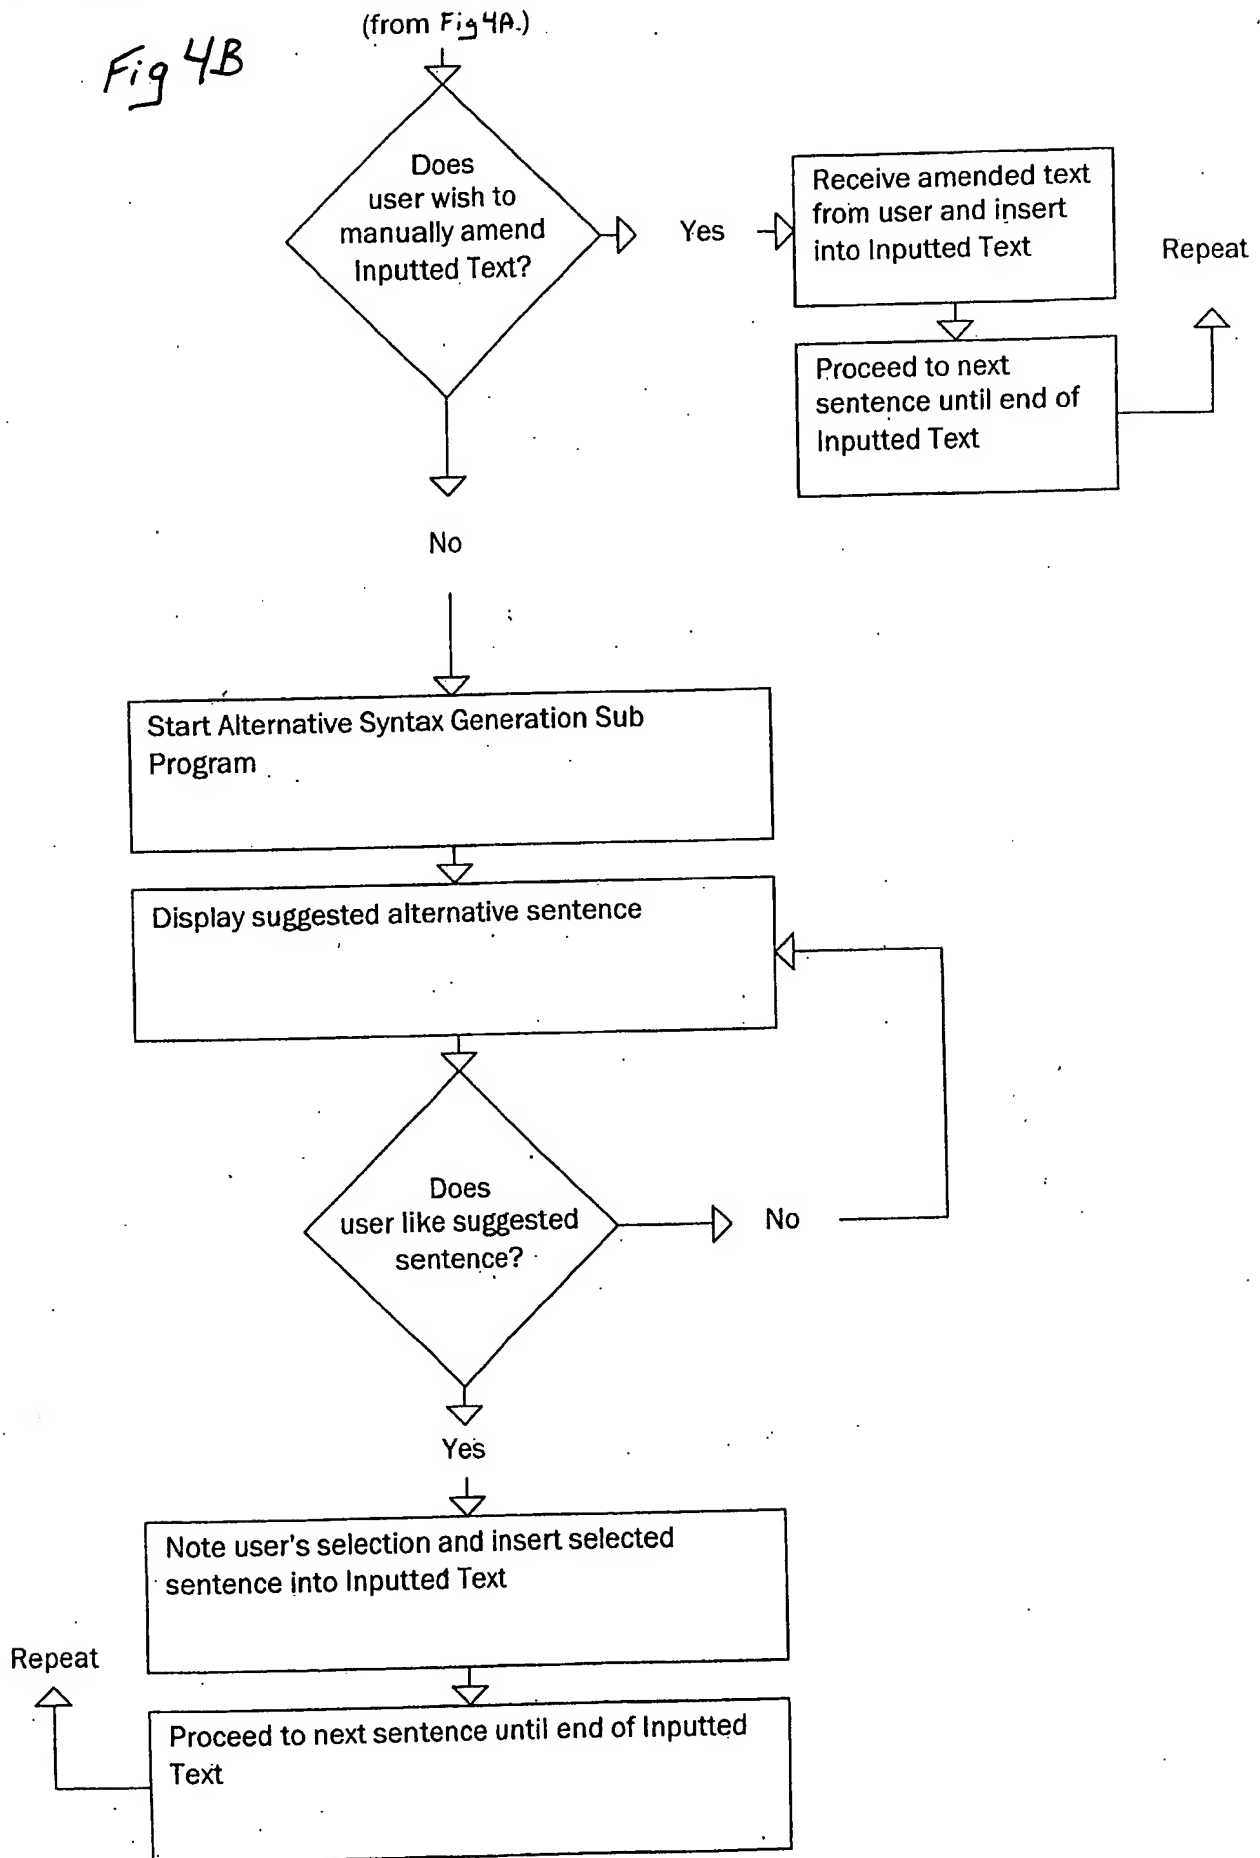 (from Fig 4A.)
Fig 4B
Does
user wish to
manually amend
Inputted Text?
Yes
Receive amended text
from user and insert
into Inputted Text
Repeat
Proceed to next
sentence until end of
Inputted Text
No
Start Alternative Syntax Generation Sub
Program
Display suggested alternative sentence
Does
user like suggested
sentence?
No
Yes
Note user's selection and insert selected
sentence into Inputted Text
Repeat
Proceed to next sentence until end of Inputted
Text